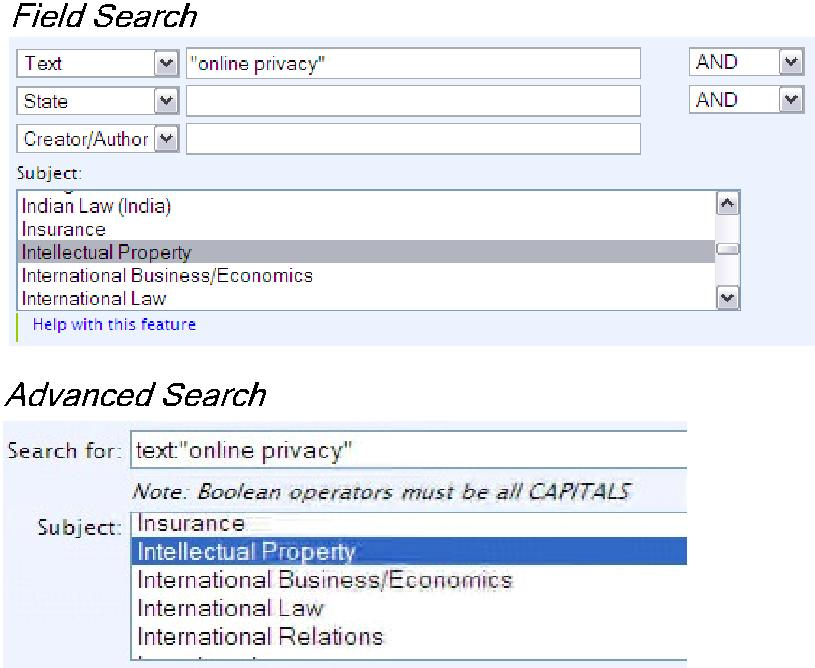 Field Search
Text "online privacy" AND
State AND
Creator/Author
Subject:
Indian Law (India)
Insurance
Intellectual Property
International Business/Economics
International Law
Help with this feature
Advanced Search
Search for: text:"online privacy"
Note: Boolean operators must be all CAPITALS
Subject: Insurance
Intellectual Property
International Business/Economics
International Law
International Relations